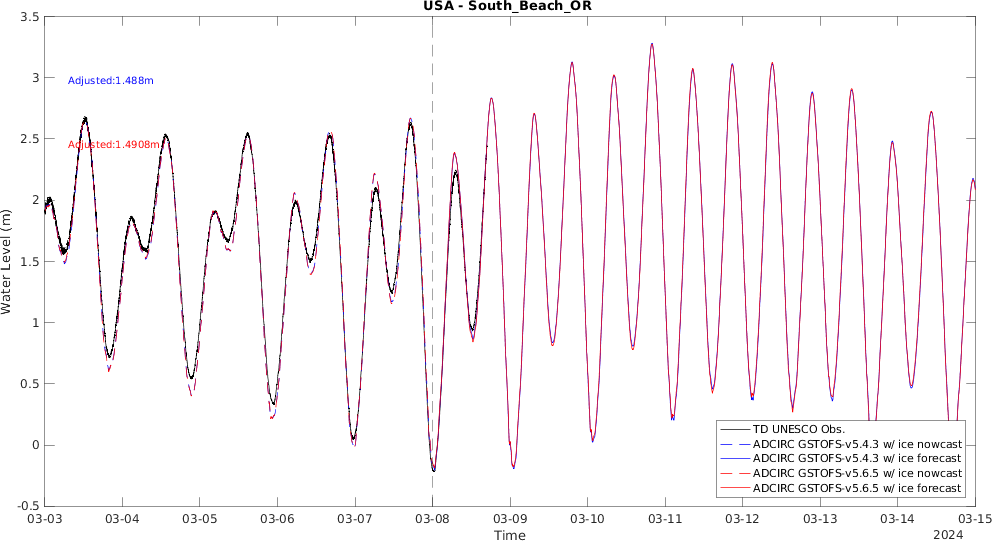 USA - South_Beach_OR
3.5
3
2.5
2
1.5
1
0.5
0
-0.5
Water Level (m)
Adjusted:1.488m
Adjusted:1.4908m
TD UNESCO Obs.
ADCIRC GSTOFS-v5.4.3 w/ ice nowcast
ADCIRC GSTOFS-v5.4.3 w/ ice forecast
ADCIRC GSTOFS-v5.6.5 w/ ice nowcast
ADCIRC GSTOFS-v5.6.5 w/ ice forecast
03-03 03-04 03-05 03-06 03-07 03-08 03-09 03-10 03-11 03-12 03-13 03-14 03-15
Time
2024